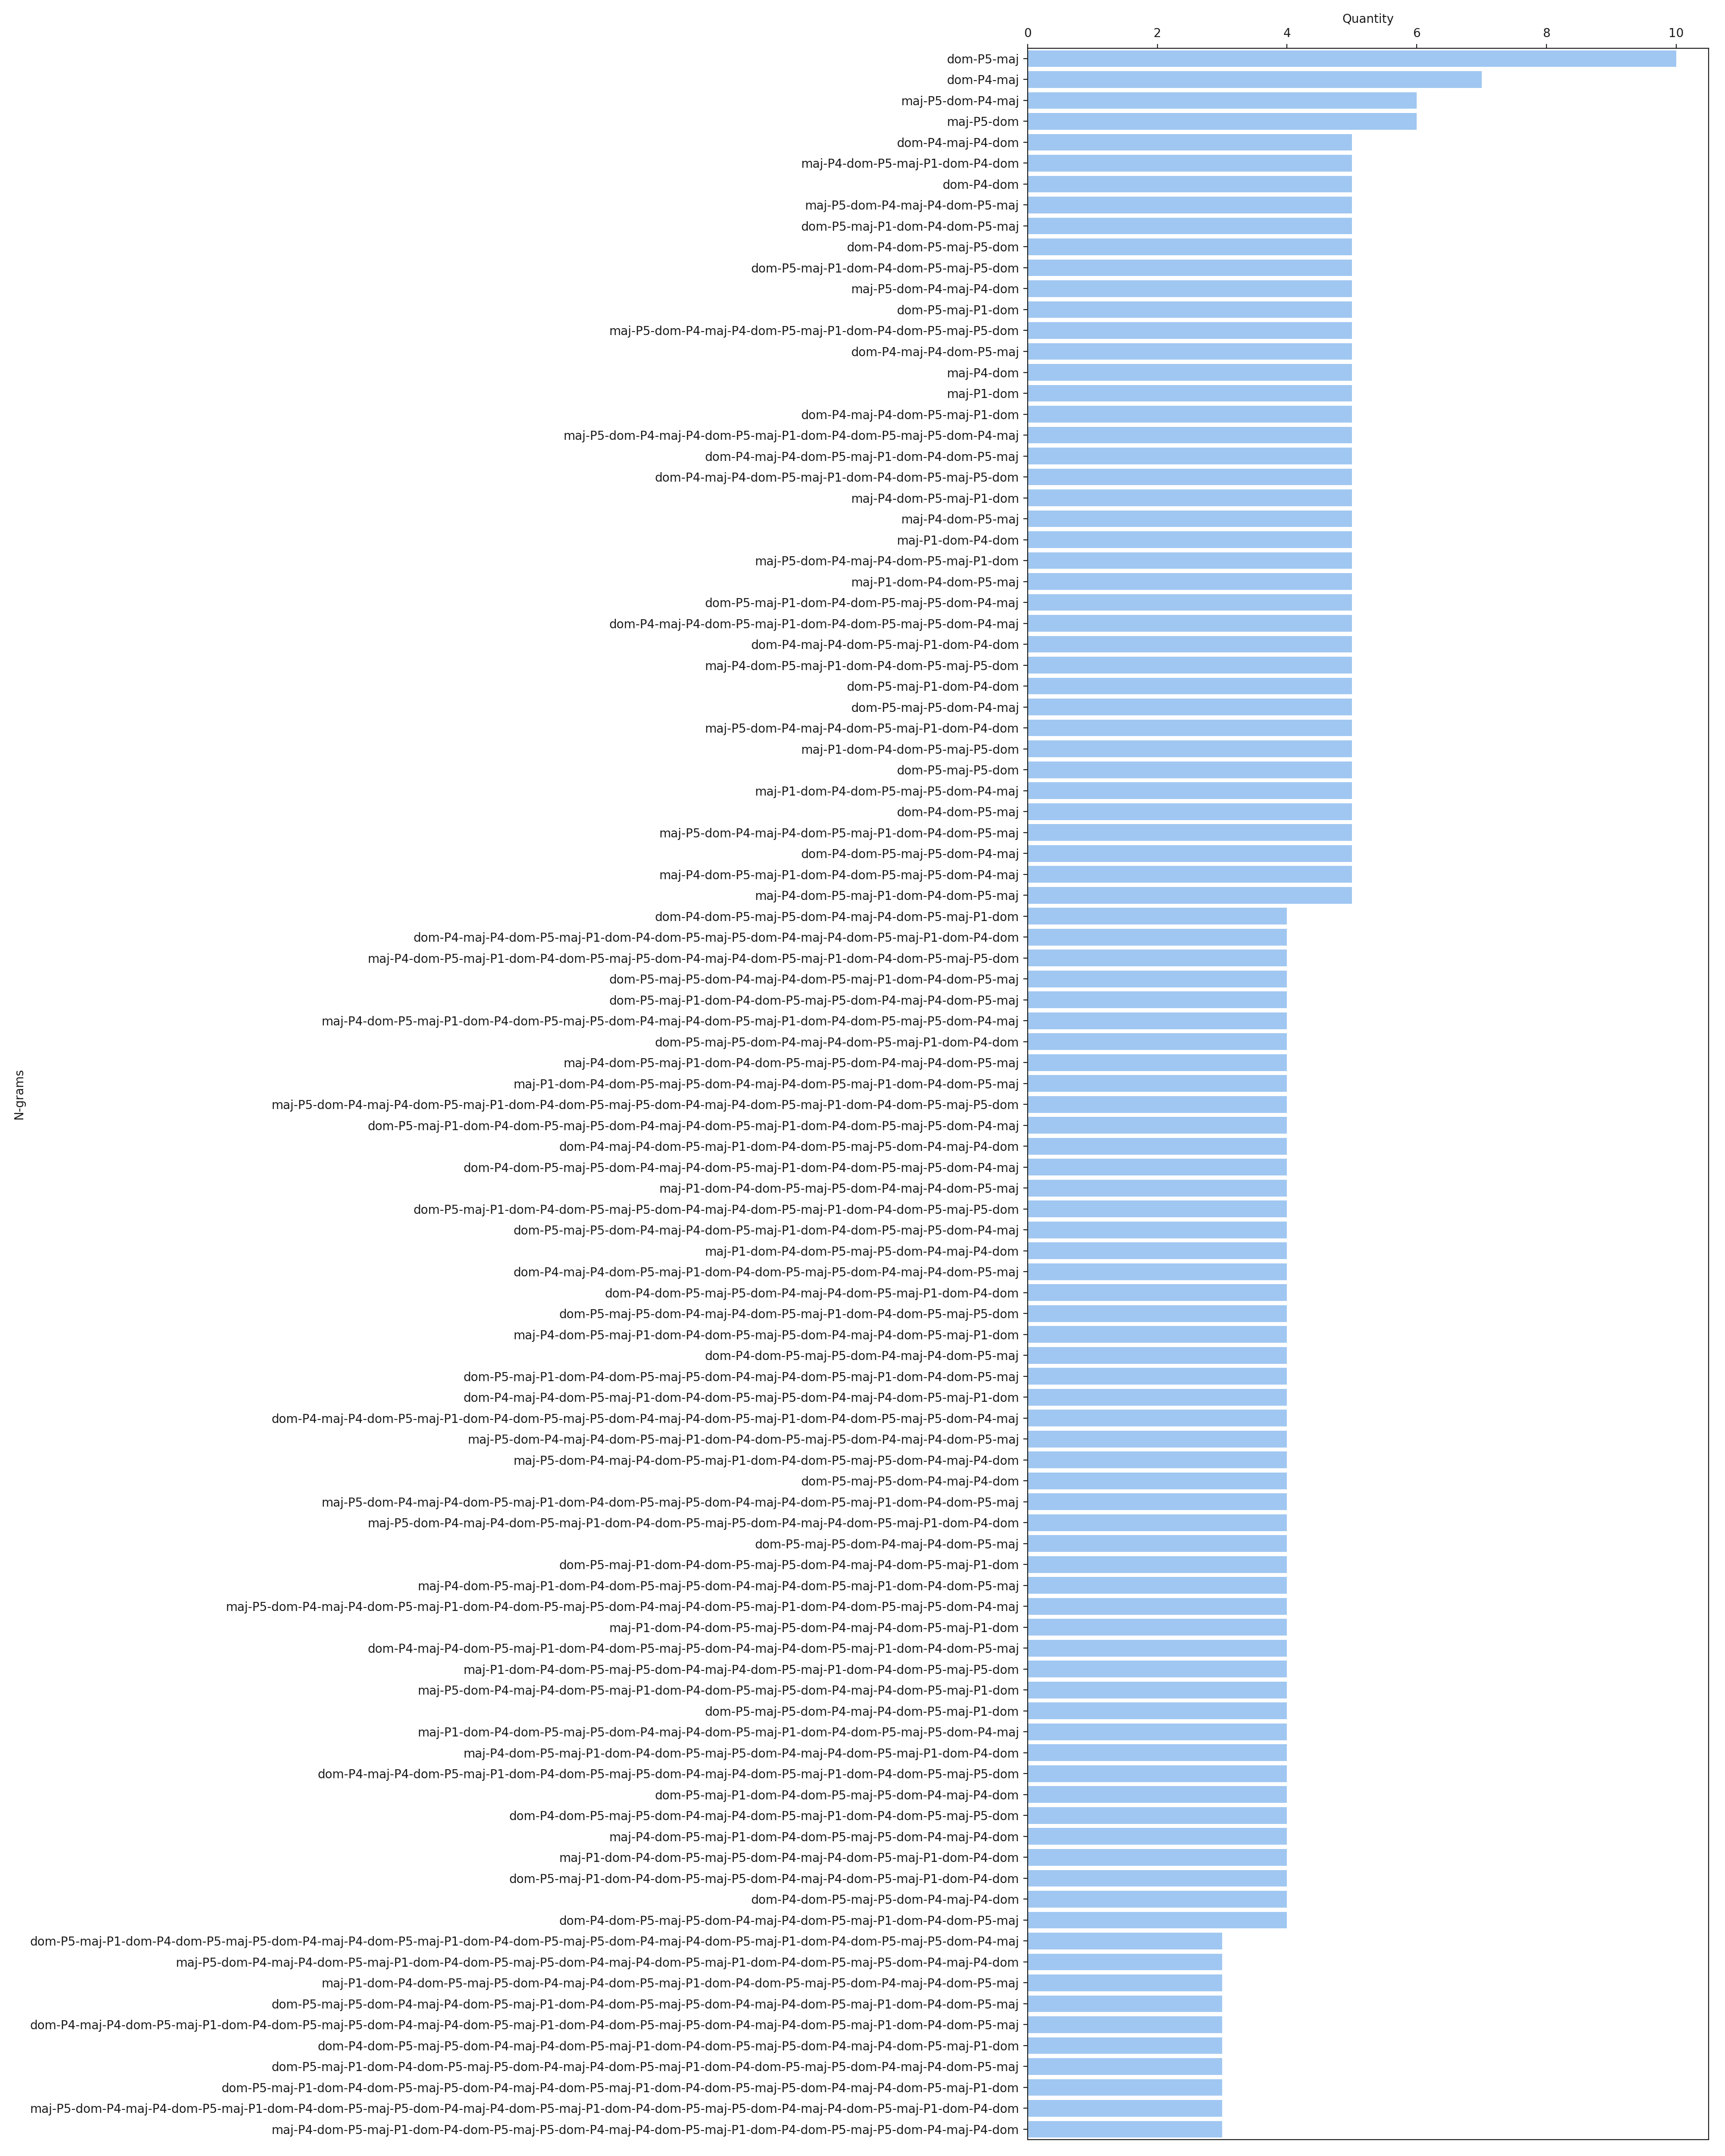 Quantity
0 2 4 6 8 10
dom-P5-maj
dom-P4-maj
maj-P5-dom-P4-maj
maj-P5-dom
dom-P4-maj-P4-dom
maj-P4-dom-P5-maj-P1-dom-P4-dom
dom-P4-dom
maj-P5-dom-P4-maj-P4-dom-P5-maj
dom-P5-maj-P1-dom-P4-dom-P5-maj
dom-P4-dom-P5-maj-P5-dom
dom-P5-maj-P1-dom-P4-dom-P5-maj-P5-dom
maj-P5-dom-P4-maj-P4-dom
dom-P5-maj-P1-dom
maj-P5-dom-P4-maj-P4-dom-P5-maj-P1-dom-P4-dom-P5-maj-P5-dom
dom-P4-maj-P4-dom-P5-maj
maj-P4-dom
maj-P1-dom
dom-P4-maj-P4-dom-P5-maj-P1-dom
maj-P5-dom-P4-maj-P4-dom-P5-maj-P1-dom-P4-dom-P5-maj-P5-dom-P4-maj
dom-P4-maj-P4-dom-P5-maj-P1-dom-P4-dom-P5-maj
dom-P4-maj-P4-dom-P5-maj-P1-dom-P4-dom-P5-maj-P5-dom
maj-P4-dom-P5-maj-P1-dom
maj-P4-dom-P5-maj
maj-P1-dom-P4-dom
maj-P5-dom-P4-maj-P4-dom-P5-maj-P1-dom
maj-P1-dom-P4-dom-P5-maj
dom-P5-maj-P1-dom-P4-dom-P5-maj-P5-dom-P4-maj
dom-P4-maj-P4-dom-P5-maj-P1-dom-P4-dom-P5-maj-P5-dom-P4-maj
dom-P4-maj-P4-dom-P5-maj-P1-dom-P4-dom
maj-P4-dom-P5-maj-P1-dom-P4-dom-P5-maj-P5-dom
dom-P5-maj-P1-dom-P4-dom
dom-P5-maj-P5-dom-P4-maj
maj-P5-dom-P4-maj-P4-dom-P5-maj-P1-dom-P4-dom
maj-P1-dom-P4-dom-P5-maj-P5-dom
dom-P5-maj-P5-dom
maj-P1-dom-P4-dom-P5-maj-P5-dom-P4-maj
dom-P4-dom-P5-maj
maj-P5-dom-P4-maj-P4-dom-P5-maj-P1-dom-P4-dom-P5-maj
dom-P4-dom-P5-maj-P5-dom-P4-maj
maj-P4-dom-P5-maj-P1-dom-P4-dom-P5-maj-P5-dom-P4-maj
maj-P4-dom-P5-maj-P1-dom-P4-dom-P5-maj
dom-P4-dom-P5-maj-P5-dom-P4-maj-P4-dom-P5-maj-P1-dom
dom-P4-maj-P4-dom-P5-maj-P1-dom-P4-dom-P5-maj-P5-dom-P4-maj-P4-dom-P5-maj-P1-dom-P4-dom
maj-P4-dom-P5-maj-P1-dom-P4-dom-P5-maj-P5-dom-P4-maj-P4-dom-P5-maj-P1-dom-P4-dom-P5-maj-P5-dom
dom-P5-maj-P5-dom-P4-maj-P4-dom-P5-maj-P1-dom-P4-dom-P5-maj
dom-P5-maj-P1-dom-P4-dom-P5-maj-P5-dom-P4-maj-P4-dom-P5-maj
maj-P4-dom-P5-maj-P1-dom-P4-dom-P5-maj-P5-dom-P4-maj-P4-dom-P5-maj-P1-dom-P4-dom-P5-maj-P5-dom-P4-maj
dom-P5-maj-P5-dom-P4-maj-P4-dom-P5-maj-P1-dom-P4-dom
maj-P4-dom-P5-maj-P1-dom-P4-dom-P5-maj-P5-dom-P4-maj-P4-dom-P5-maj
maj-P1-dom-P4-dom-P5-maj-P5-dom-P4-maj-P4-dom-P5-maj-P1-dom-P4-dom-P5-maj
maj-P5-dom-P4-maj-P4-dom-P5-maj-P1-dom-P4-dom-P5-maj-P5-dom-P4-maj-P4-dom-P5-maj-P1-dom-P4-dom-P5-maj-P5-dom
dom-P5-maj-P1-dom-P4-dom-P5-maj-P5-dom-P4-maj-P4-dom-P5-maj-P1-dom-P4-dom-P5-maj-P5-dom-P4-maj
dom-P4-maj-P4-dom-P5-maj-P1-dom-P4-dom-P5-maj-P5-dom-P4-maj-P4-dom
dom-P4-dom-P5-maj-P5-dom-P4-maj-P4-dom-P5-maj-P1-dom-P4-dom-P5-maj-P5-dom-P4-maj
maj-P1-dom-P4-dom-P5-maj-P5-dom-P4-maj-P4-dom-P5-maj
dom-P5-maj-P1-dom-P4-dom-P5-maj-P5-dom-P4-maj-P4-dom-P5-maj-P1-dom-P4-dom-P5-maj-P5-dom
dom-P5-maj-P5-dom-P4-maj-P4-dom-P5-maj-P1-dom-P4-dom-P5-maj-P5-dom-P4-maj
maj-P1-dom-P4-dom-P5-maj-P5-dom-P4-maj-P4-dom
dom-P4-maj-P4-dom-P5-maj-P1-dom-P4-dom-P5-maj-P5-dom-P4-maj-P4-dom-P5-maj
dom-P4-dom-P5-maj-P5-dom-P4-maj-P4-dom-P5-maj-P1-dom-P4-dom
dom-P5-maj-P5-dom-P4-maj-P4-dom-P5-maj-P1-dom-P4-dom-P5-maj-P5-dom
maj-P4-dom-P5-maj-P1-dom-P4-dom-P5-maj-P5-dom-P4-maj-P4-dom-P5-maj-P1-dom
dom-P4-dom-P5-maj-P5-dom-P4-maj-P4-dom-P5-maj
dom-P5-maj-P1-dom-P4-dom-P5-maj-P5-dom-P4-maj-P4-dom-P5-maj-P1-dom-P4-dom-P5-maj
dom-P4-maj-P4-dom-P5-maj-P1-dom-P4-dom-P5-maj-P5-dom-P4-maj-P4-dom-P5-maj-P1-dom
dom-P4-maj-P4-dom-P5-maj-P1-dom-P4-dom-P5-maj-P5-dom-P4-maj-P4-dom-P5-maj-P1-dom-P4-dom-P5-maj-P5-dom-P4-maj
maj-P5-dom-P4-maj-P4-dom-P5-maj-P1-dom-P4-dom-P5-maj-P5-dom-P4-maj-P4-dom-P5-maj
maj-P5-dom-P4-maj-P4-dom-P5-maj-P1-dom-P4-dom-P5-maj-P5-dom-P4-maj-P4-dom
dom-P5-maj-P5-dom-P4-maj-P4-dom
maj-P5-dom-P4-maj-P4-dom-P5-maj-P1-dom-P4-dom-P5-maj-P5-dom-P4-maj-P4-dom-P5-maj-P1-dom-P4-dom-P5-maj
maj-P5-dom-P4-maj-P4-dom-P5-maj-P1-dom-P4-dom-P5-maj-P5-dom-P4-maj-P4-dom-P5-maj-P1-dom-P4-dom
dom-P5-maj-P5-dom-P4-maj-P4-dom-P5-maj
dom-P5-maj-P1-dom-P4-dom-P5-maj-P5-dom-P4-maj-P4-dom-P5-maj-P1-dom
maj-P4-dom-P5-maj-P1-dom-P4-dom-P5-maj-P5-dom-P4-maj-P4-dom-P5-maj-P1-dom-P4-dom-P5-maj
maj-P5-dom-P4-maj-P4-dom-P5-maj-P1-dom-P4-dom-P5-maj-P5-dom-P4-maj-P4-dom-P5-maj-P1-dom-P4-dom-P5-maj-P5-dom-P4-maj
maj-P1-dom-P4-dom-P5-maj-P5-dom-P4-maj-P4-dom-P5-maj-P1-dom
dom-P4-maj-P4-dom-P5-maj-P1-dom-P4-dom-P5-maj-P5-dom-P4-maj-P4-dom-P5-maj-P1-dom-P4-dom-P5-maj
maj-P1-dom-P4-dom-P5-maj-P5-dom-P4-maj-P4-dom-P5-maj-P1-dom-P4-dom-P5-maj-P5-dom
maj-P5-dom-P4-maj-P4-dom-P5-maj-P1-dom-P4-dom-P5-maj-P5-dom-P4-maj-P4-dom-P5-maj-P1-dom
dom-P5-maj-P5-dom-P4-maj-P4-dom-P5-maj-P1-dom
maj-P1-dom-P4-dom-P5-maj-P5-dom-P4-maj-P4-dom-P5-maj-P1-dom-P4-dom-P5-maj-P5-dom-P4-maj
maj-P4-dom-P5-maj-P1-dom-P4-dom-P5-maj-P5-dom-P4-maj-P4-dom-P5-maj-P1-dom-P4-dom
dom-P4-maj-P4-dom-P5-maj-P1-dom-P4-dom-P5-maj-P5-dom-P4-maj-P4-dom-P5-maj-P1-dom-P4-dom-P5-maj-P5-dom
dom-P5-maj-P1-dom-P4-dom-P5-maj-P5-dom-P4-maj-P4-dom
dom-P4-dom-P5-maj-P5-dom-P4-maj-P4-dom-P5-maj-P1-dom-P4-dom-P5-maj-P5-dom
maj-P4-dom-P5-maj-P1-dom-P4-dom-P5-maj-P5-dom-P4-maj-P4-dom
maj-P1-dom-P4-dom-P5-maj-P5-dom-P4-maj-P4-dom-P5-maj-P1-dom-P4-dom
dom-P5-maj-P1-dom-P4-dom-P5-maj-P5-dom-P4-maj-P4-dom-P5-maj-P1-dom-P4-dom
dom-P4-dom-P5-maj-P5-dom-P4-maj-P4-dom
dom-P4-dom-P5-maj-P5-dom-P4-maj-P4-dom-P5-maj-P1-dom-P4-dom-P5-maj
dom-P5-maj-P1-dom-P4-dom-P5-maj-P5-dom-P4-maj-P4-dom-P5-maj-P1-dom-P4-dom-P5-maj-P5-dom-P4-maj-P4-dom-P5-maj-P1-dom-P4-dom-P5-maj-P5-dom-P4-maj
maj-P5-dom-P4-maj-P4-dom-P5-maj-P1-dom-P4-dom-P5-maj-P5-dom-P4-maj-P4-dom-P5-maj-P1-dom-P4-dom-P5-maj-P5-dom-P4-maj-P4-dom
maj-P1-dom-P4-dom-P5-maj-P5-dom-P4-maj-P4-dom-P5-maj-P1-dom-P4-dom-P5-maj-P5-dom-P4-maj-P4-dom-P5-maj
dom-P5-maj-P5-dom-P4-maj-P4-dom-P5-maj-P1-dom-P4-dom-P5-maj-P5-dom-P4-maj-P4-dom-P5-maj-P1-dom-P4-dom-P5-maj
dom-P4-maj-P4-dom-P5-maj-P1-dom-P4-dom-P5-maj-P5-dom-P4-maj-P4-dom-P5-maj-P1-dom-P4-dom-P5-maj-P5-dom-P4-maj-P4-dom-P5-maj-P1-dom-P4-dom-P5-maj
dom-P4-dom-P5-maj-P5-dom-P4-maj-P4-dom-P5-maj-P1-dom-P4-dom-P5-maj-P5-dom-P4-maj-P4-dom-P5-maj-P1-dom
dom-P5-maj-P1-dom-P4-dom-P5-maj-P5-dom-P4-maj-P4-dom-P5-maj-P1-dom-P4-dom-P5-maj-P5-dom-P4-maj-P4-dom-P5-maj
dom-P5-maj-P1-dom-P4-dom-P5-maj-P5-dom-P4-maj-P4-dom-P5-maj-P1-dom-P4-dom-P5-maj-P5-dom-P4-maj-P4-dom-P5-maj-P1-dom
maj-P5-dom-P4-maj-P4-dom-P5-maj-P1-dom-P4-dom-P5-maj-P5-dom-P4-maj-P4-dom-P5-maj-P1-dom-P4-dom-P5-maj-P5-dom-P4-maj-P4-dom-P5-maj-P1-dom-P4-dom
maj-P4-dom-P5-maj-P1-dom-P4-dom-P5-maj-P5-dom-P4-maj-P4-dom-P5-maj-P1-dom-P4-dom-P5-maj-P5-dom-P4-maj-P4-dom
N-grams